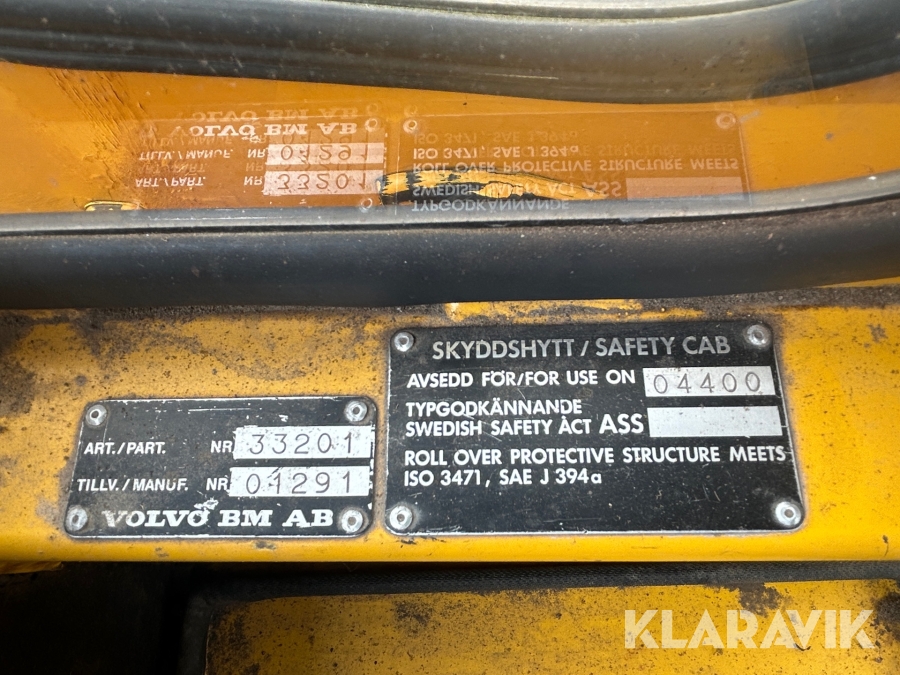 SKYDDSHYTT / SAFETY CAB
AVSEDD FÖR/FOR USE ON 04400
TYPGODKÄNNANDE
SWEDISH SAFETY ACT ASS
ROLL OVER PROTECTIVE STRUCTURE MEETS
ISO 3471, SAE J 394a
ART./PART. NR 33201
TILLV./MANUF. NR 01291
VOLVO BM AB
KLARAVIK